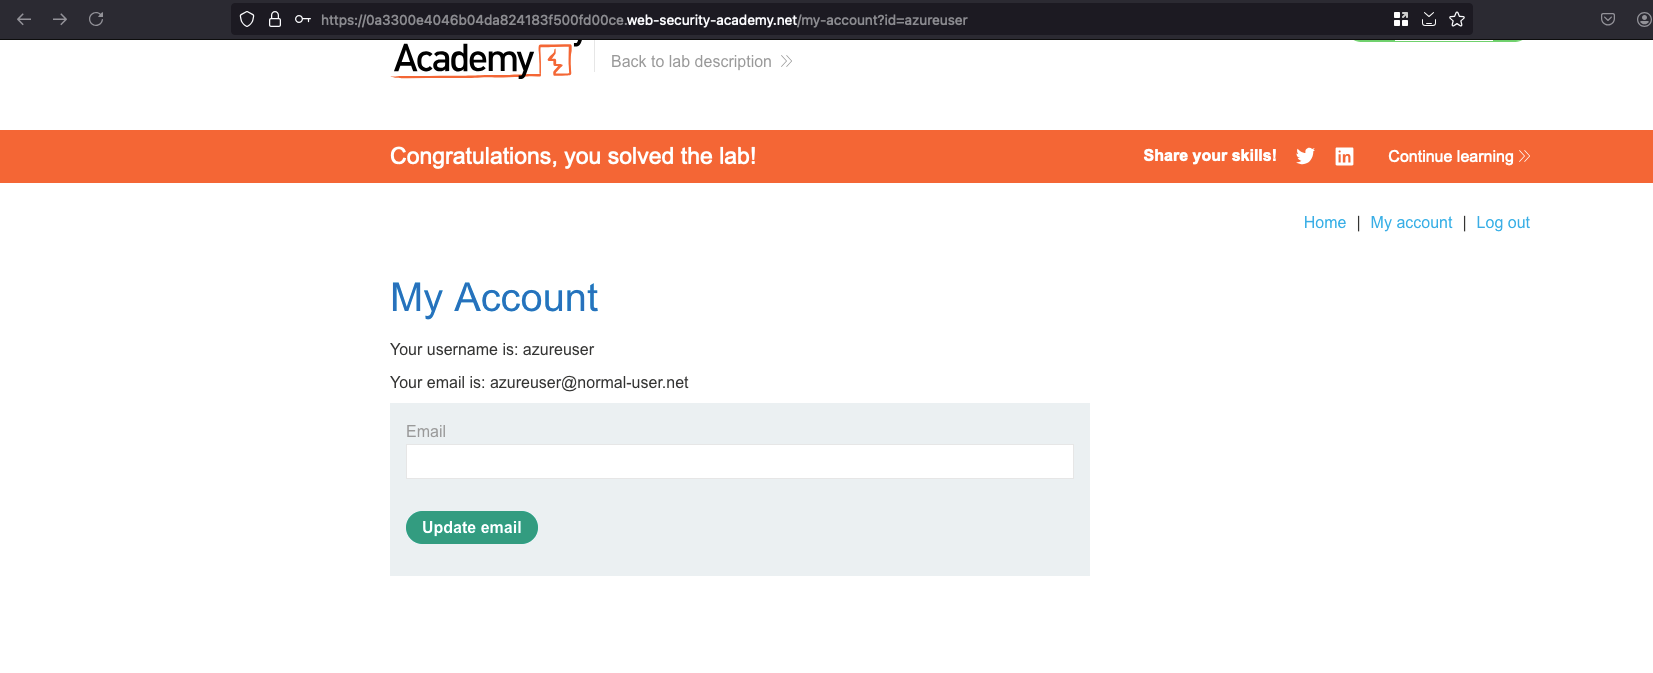 https://0a3300e4046b04da824183f500fd00ce.web-security-academy.net/my-account?id=azureuser
Academy
Back to lab description
Congratulations, you solved the lab!
Share your skills!
Continue learning
Home | My account | Log out
My Account
Your username is: azureuser
Your email is: azureuser@normal-user.net
Email
Update email